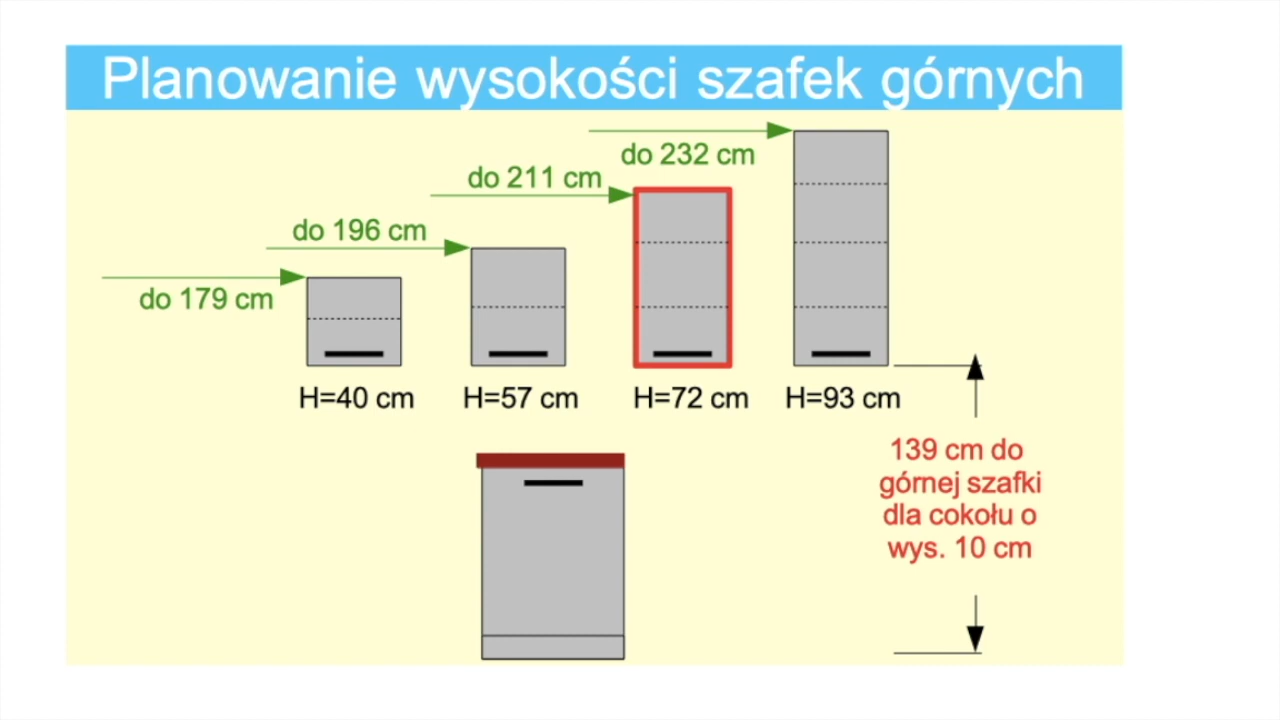 Planowanie wysokości szafek górnych
do 232 cm
do 211 cm
do 196 cm
do 179 cm
H=40 cm
H=57 cm
H=72 cm
H=93 cm
139 cm do
górnej szafki
dla cokołu o
wys. 10 cm